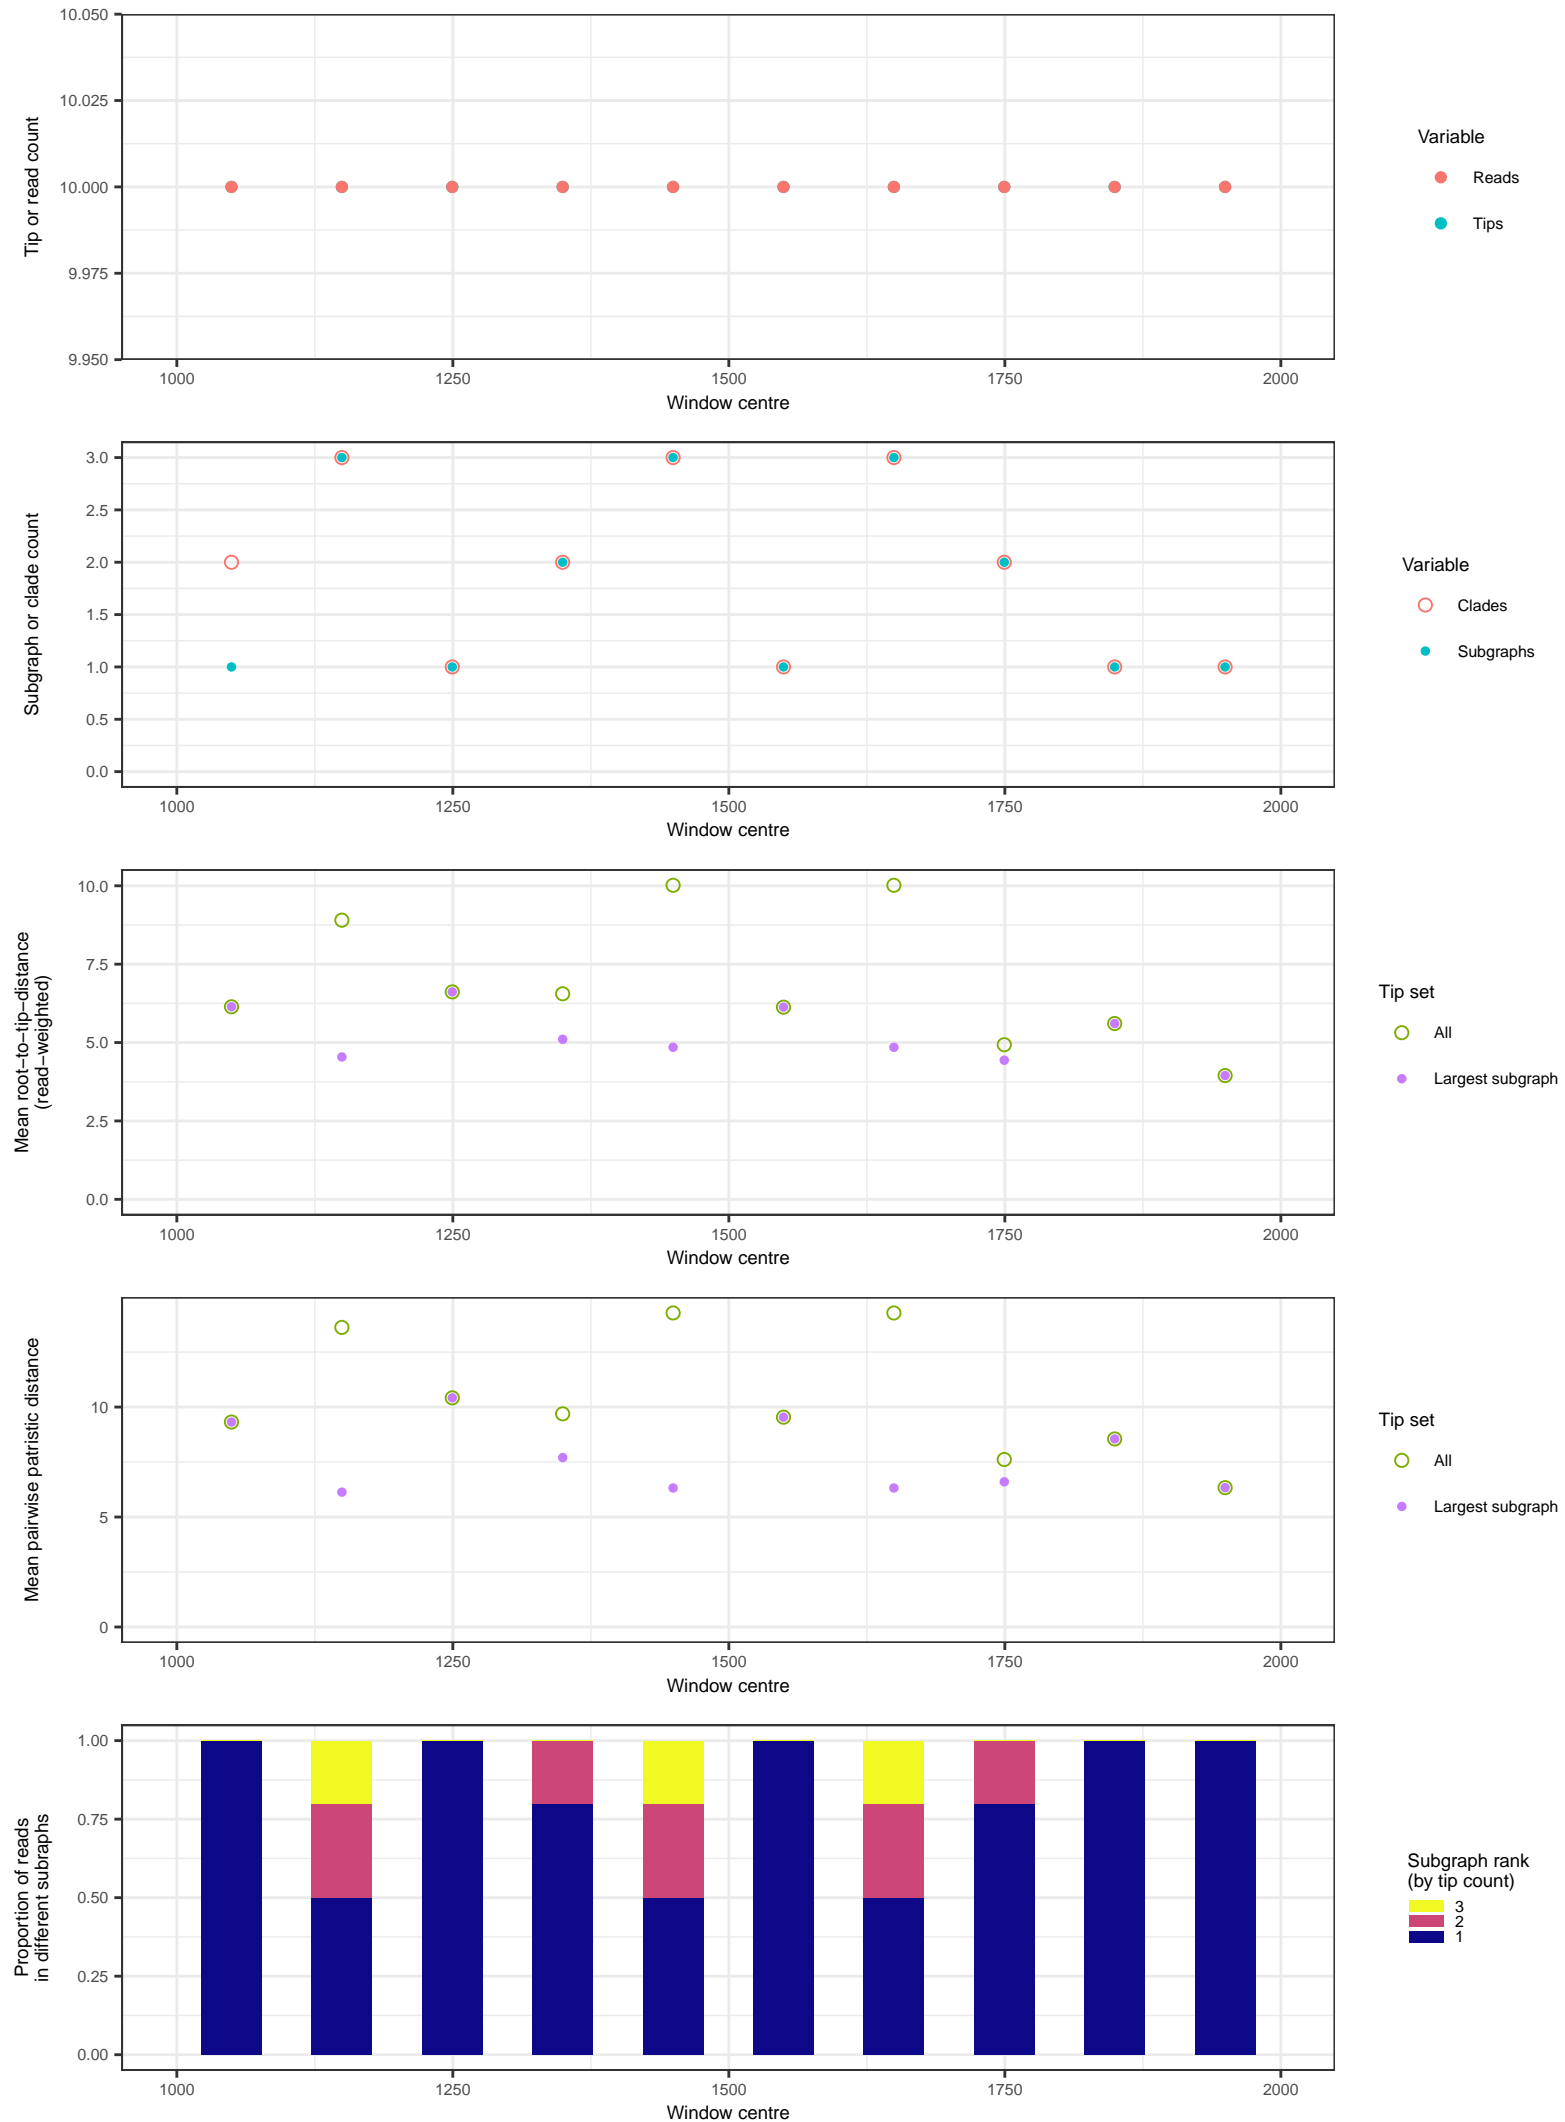 10.050
10.025
10.000
9.975
9.950
Tip or read count
1000 1250 1500 1750 2000
Window centre
Variable
Reads
Tips
3.0
2.5
2.0
1.5
1.0
0.5
0.0
Subgraph or clade count
1000 1250 1500 1750 2000
Window centre
Variable
Clades
Subgraphs
10.0
7.5
5.0
2.5
0.0
Mean root−to−tip−distance
(read−weighted)
1000 1250 1500 1750 2000
Window centre
Tip set
All
Largest subgraph
10
5
0
Mean pairwise patristic distance
1000 1250 1500 1750 2000
Window centre
Tip set
All
Largest subgraph
1.00
0.75
0.50
0.25
0.00
Proportion of reads
in different subraphs
1000 1250 1500 1750 2000
Window centre
Subgraph rank
(by tip count)
3
2
1